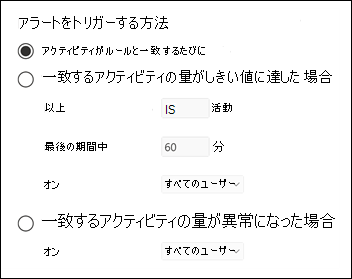 アラートをトリガーする方法
アクティビティがルールと一致するたびに
一致するアクティビティの量がしきい値に達した場合
以上 IS 活動
最後の期間中 60 分
オン すべてのユーザー
一致するアクティビティの量が異常になった場合
オン すべてのユーザー